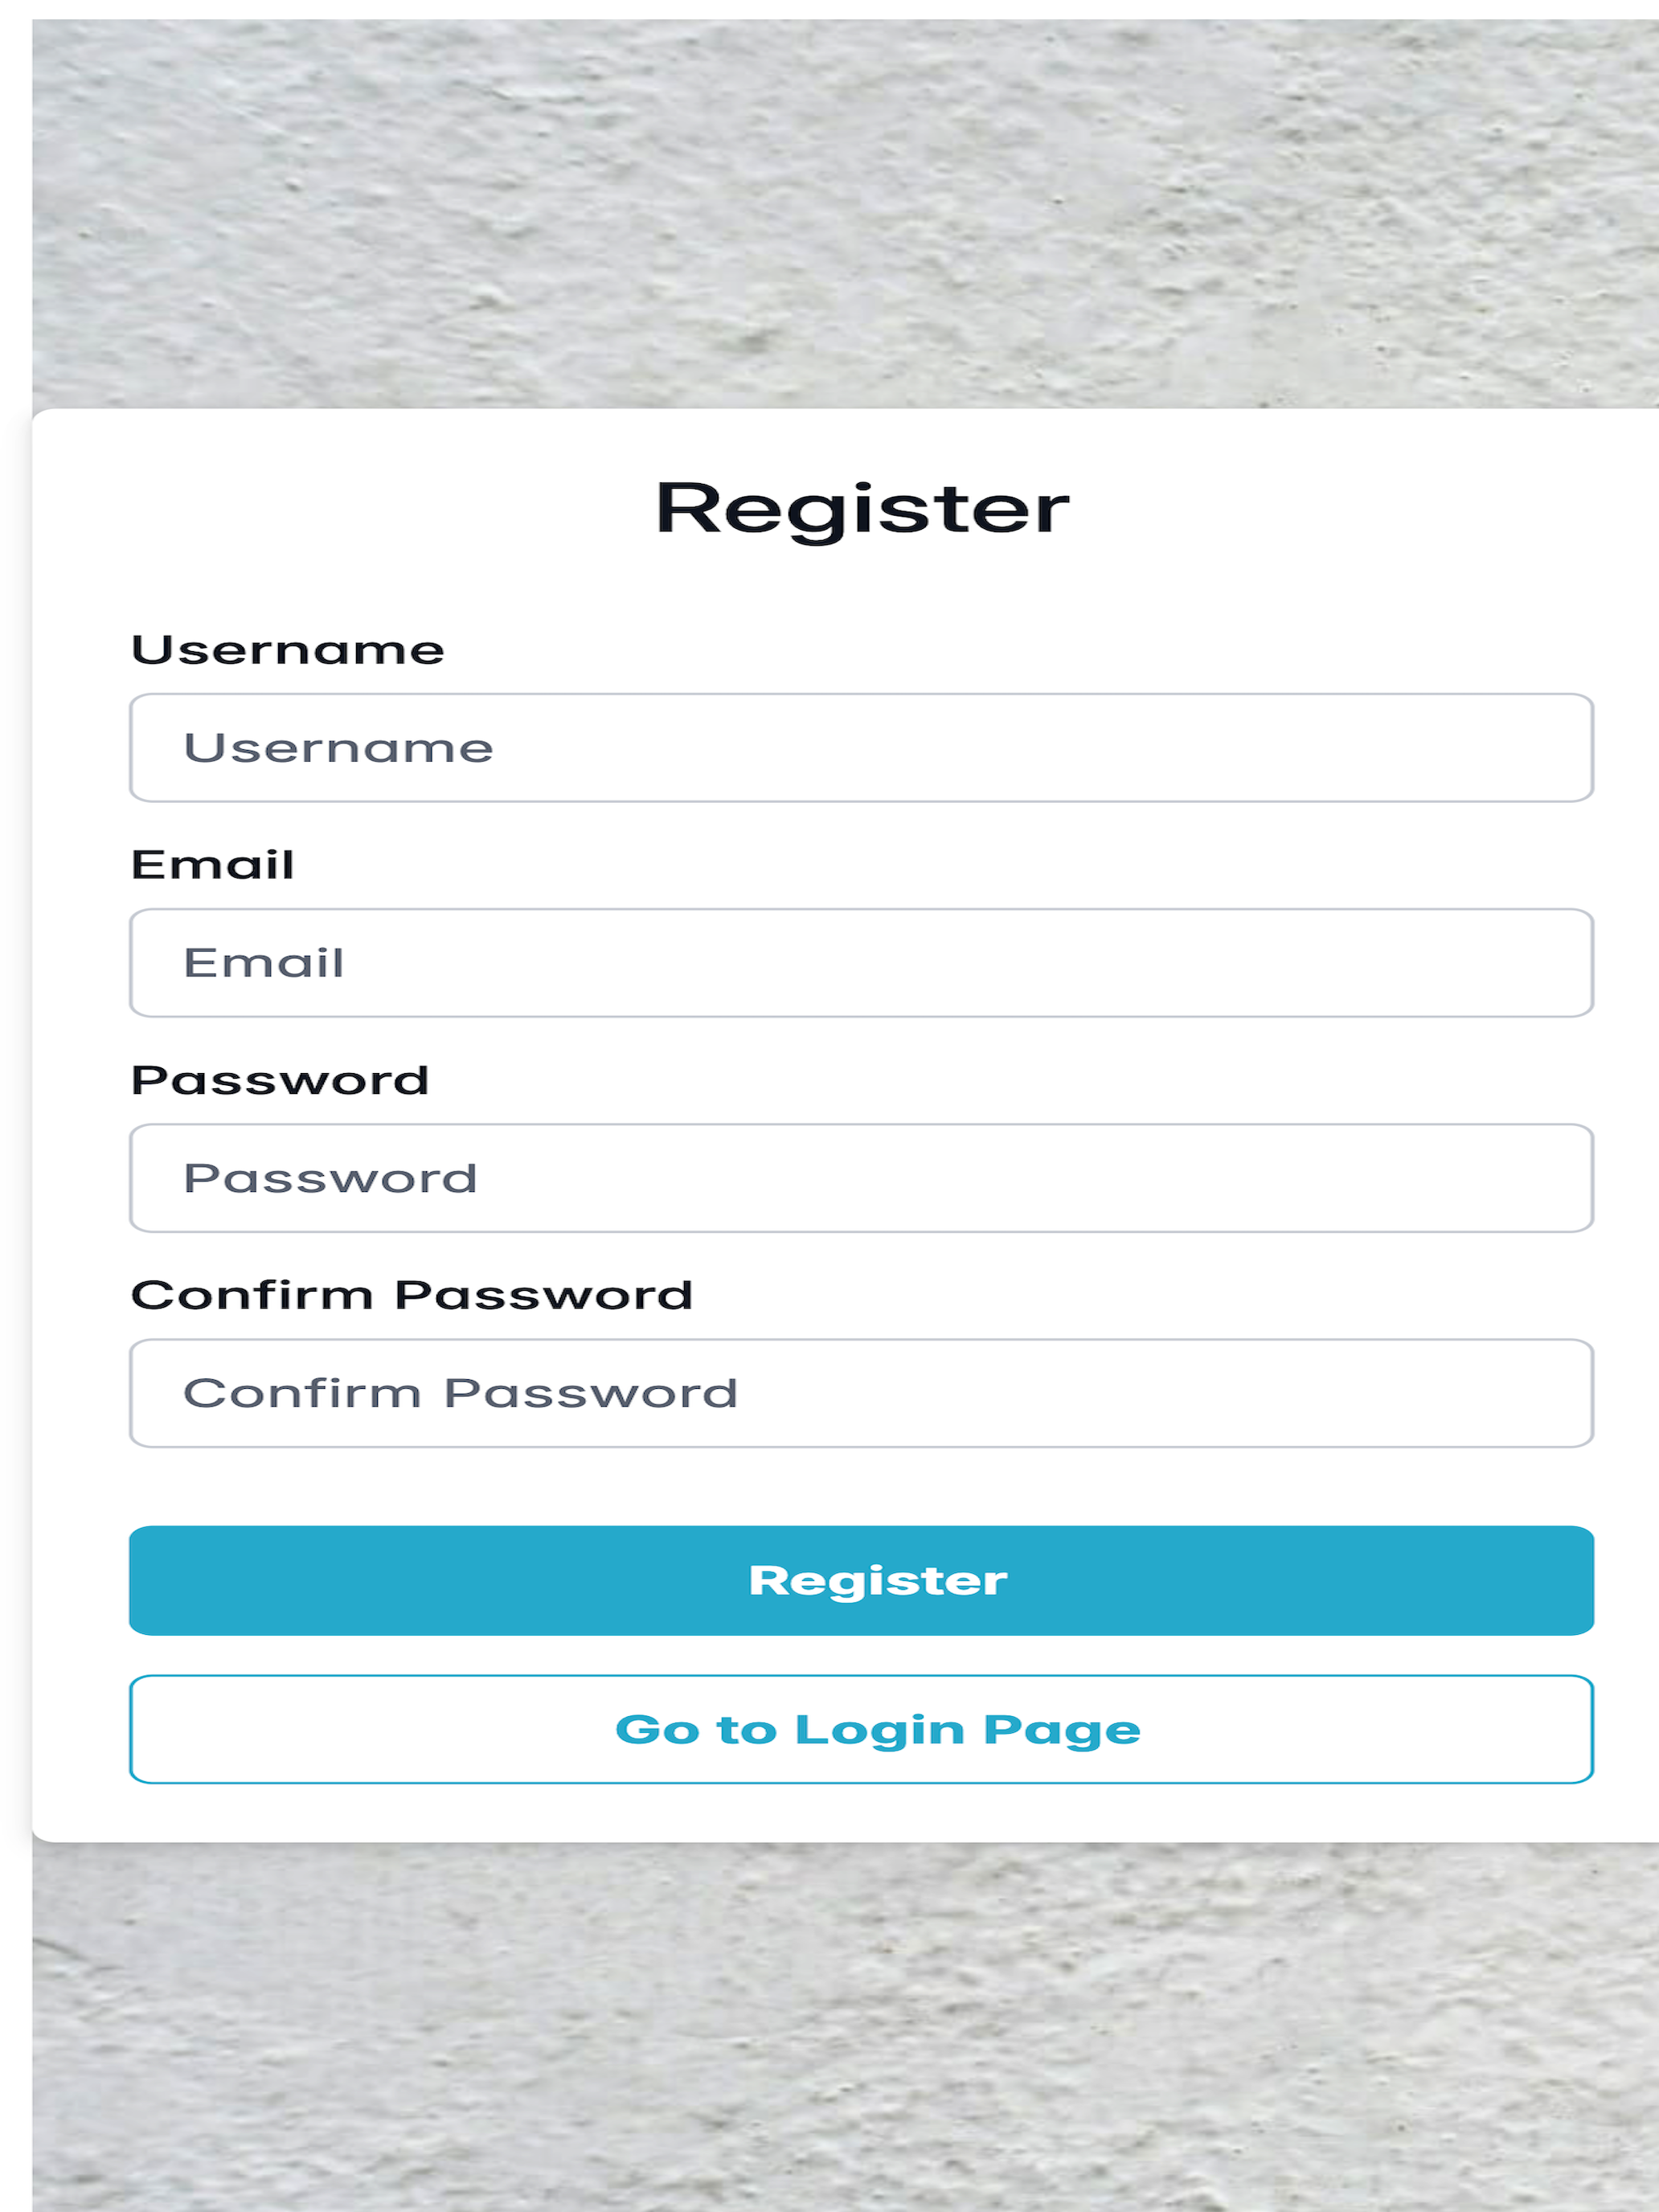 Register
Username
Username
Email
Email
Password
Password
Confirm Password
Confirm Password
Register
Go to Login Page